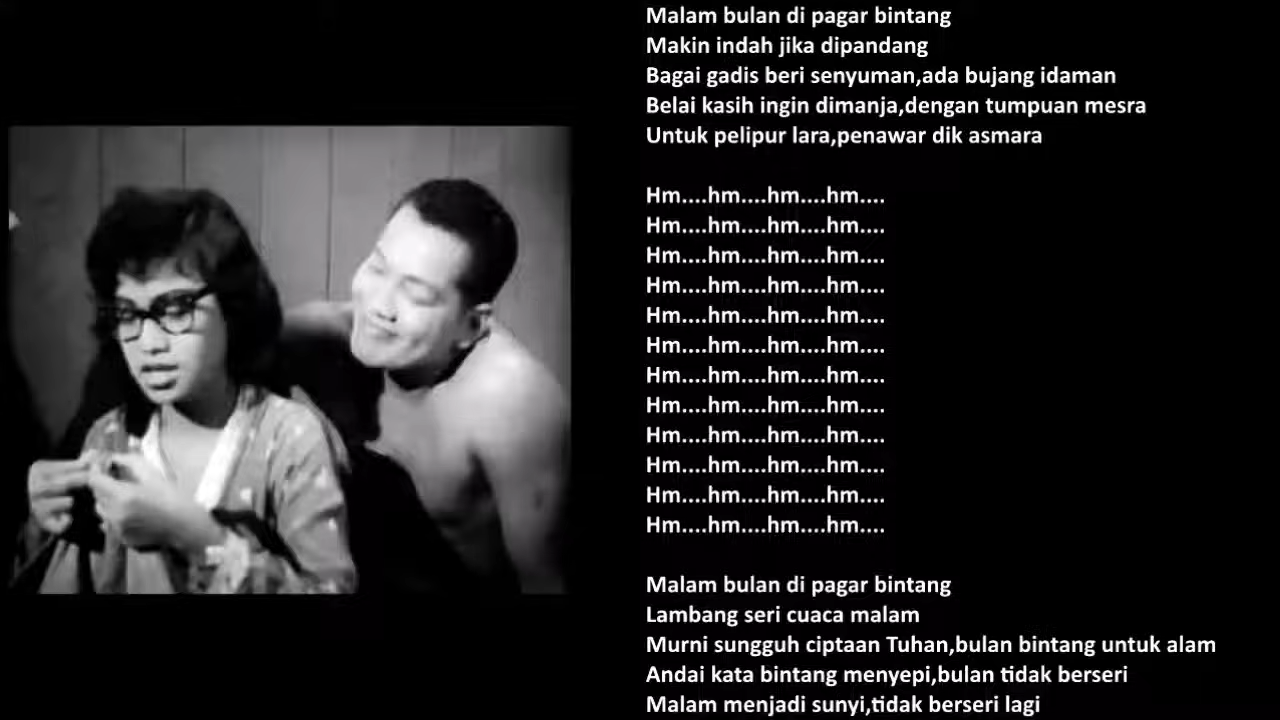 Malam bulan di pagar bintang
Makin indah jika dipandang
Bagai gadis beri senyuman,ada bujang idaman
Belai kasih ingin dimanja,dengan tumpuan mesra
Untuk pelipur lara,penawar dik asmara
Hm....hm....hm....hm....
Hm....hm....hm....hm....
Hm....hm....hm....hm....
Hm....hm....hm....hm....
Hm....hm....hm....hm....
Hm....hm....hm....hm....
Hm....hm....hm....hm....
Hm....hm....hm....hm....
Hm....hm....hm....hm....
Hm....hm....hm....hm....
Hm....hm....hm....hm....
Hm....hm....hm....hm....
Malam bulan di pagar bintang
Lambang seri cuaca malam
Murni sungguh ciptaan Tuhan,bulan bintang untuk alam
Andai kata bintang menyepi,bulan tidak berseri
Malam menjadi sunyi,tidak berseri lagi